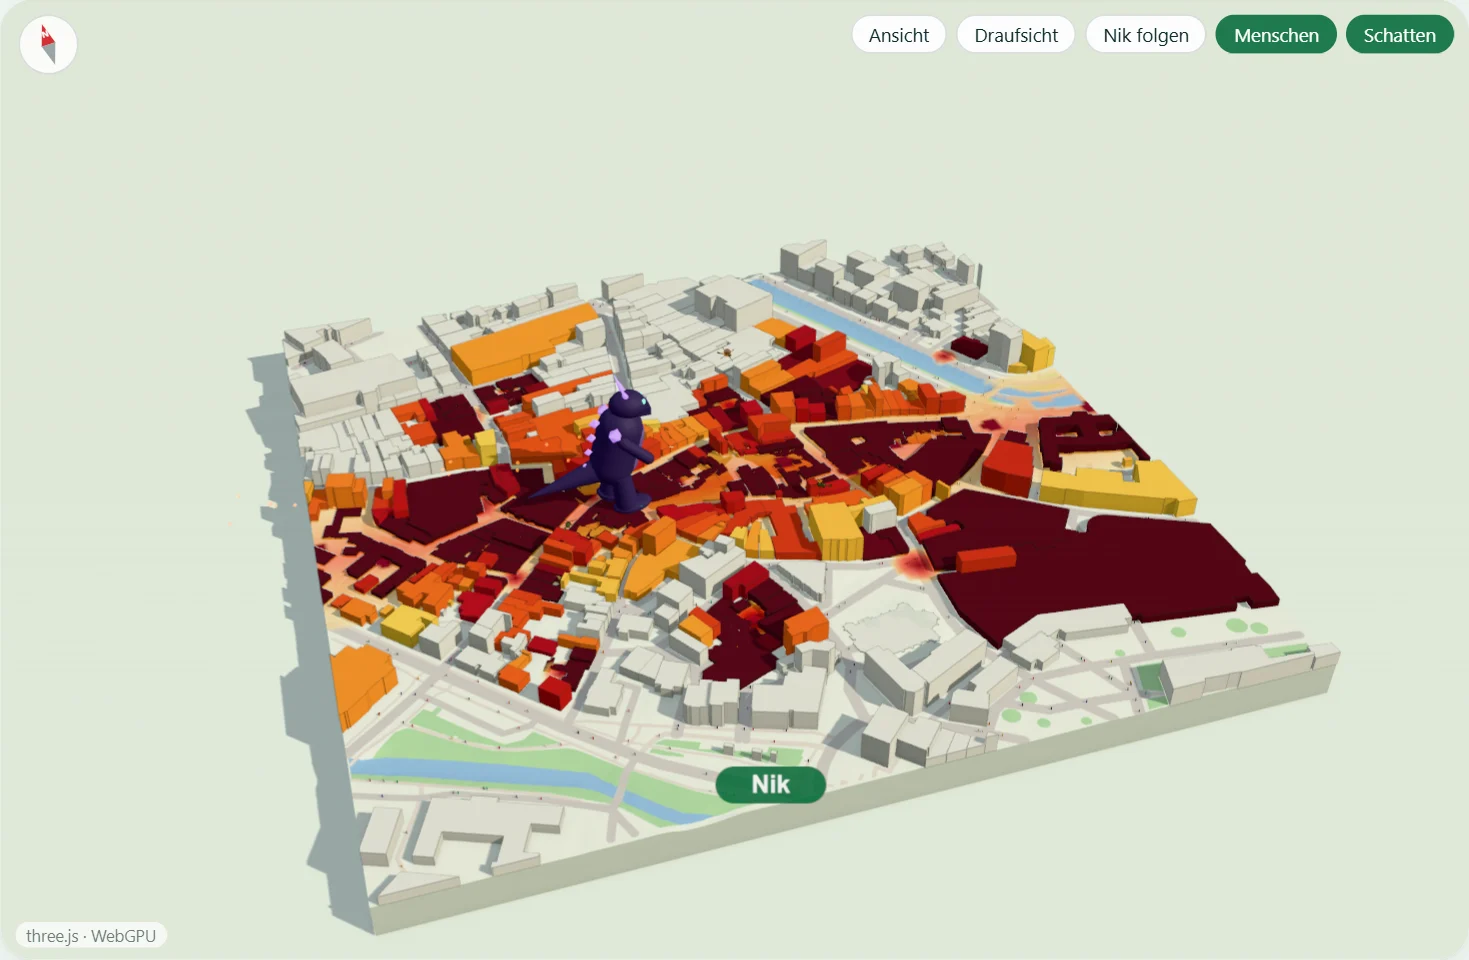 N
Ansicht
Draufsicht
Nik folgen
Menschen
Schatten
Nik
three.js · WebGPU